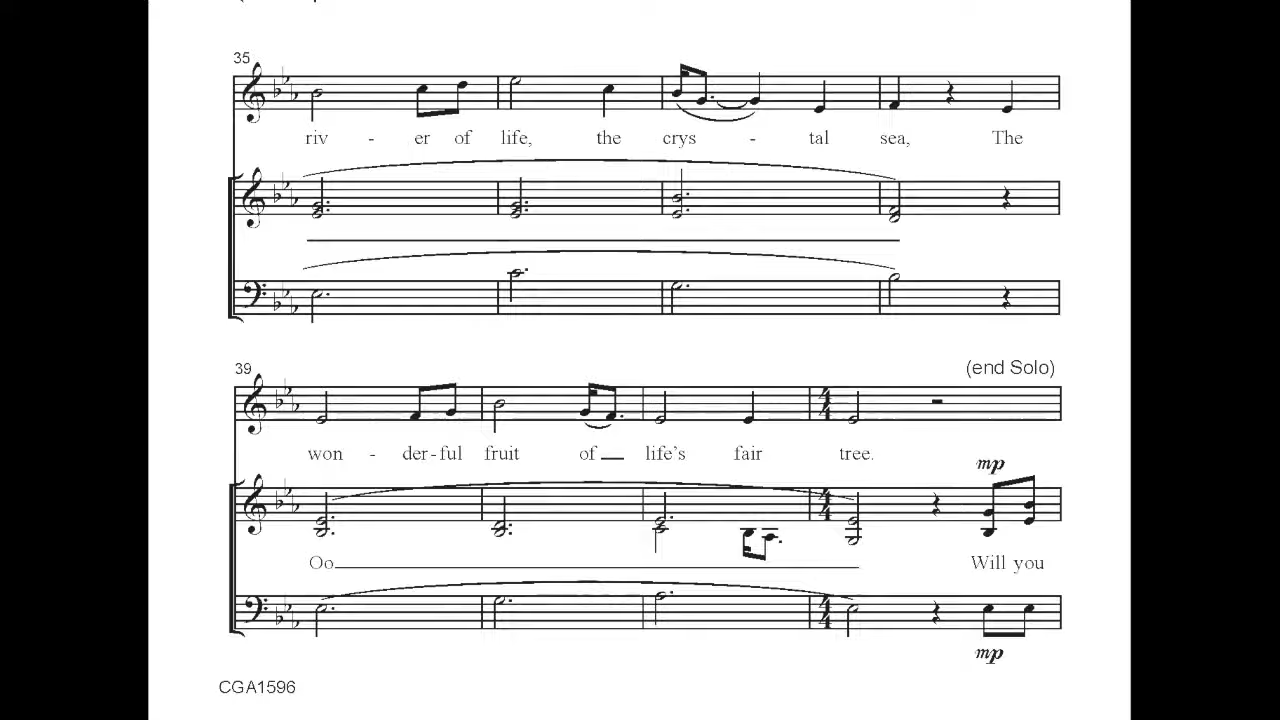 35
riv - er of life, the crys - tal sea, The
39
(end Solo)
won - der - ful fruit of life's fair tree.
mp
Oo Will you
mp
CGA1596